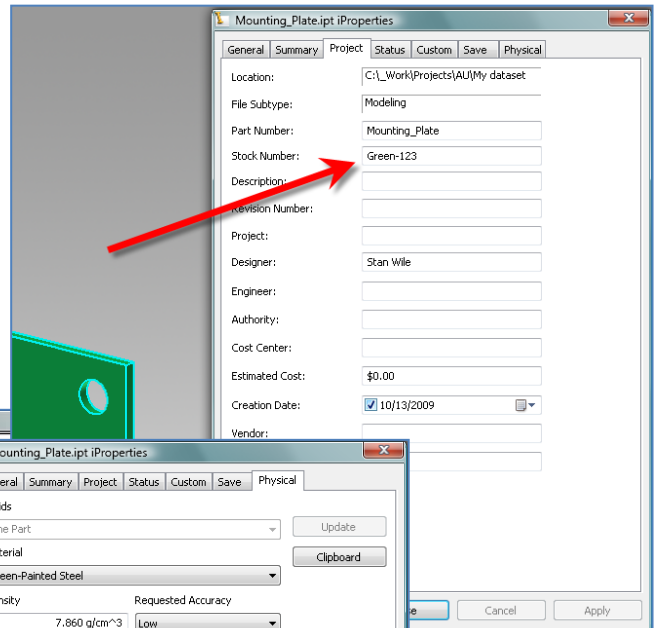 Mounting_Plate.ipt iProperties
General Summary Project Status Custom Save Physical
Location: C:\_Work\Projects\AU\My dataset
File Subtype: Modeling
Part Number: Mounting_Plate
Stock Number: Green-123
Description:
Revision Number:
Project:
Designer: Stan Wile
Engineer:
Authority:
Cost Center:
Estimated Cost: $0.00
Creation Date: 10/13/2009
Vendor:
Cancel Apply
ounting_Plate.ipt iProperties
eral Summary Project Status Custom Save Physical
ne Part Update
terial Clipboard
een-Painted Steel
nsity Requested Accuracy
7.860 g/cm^3 Low